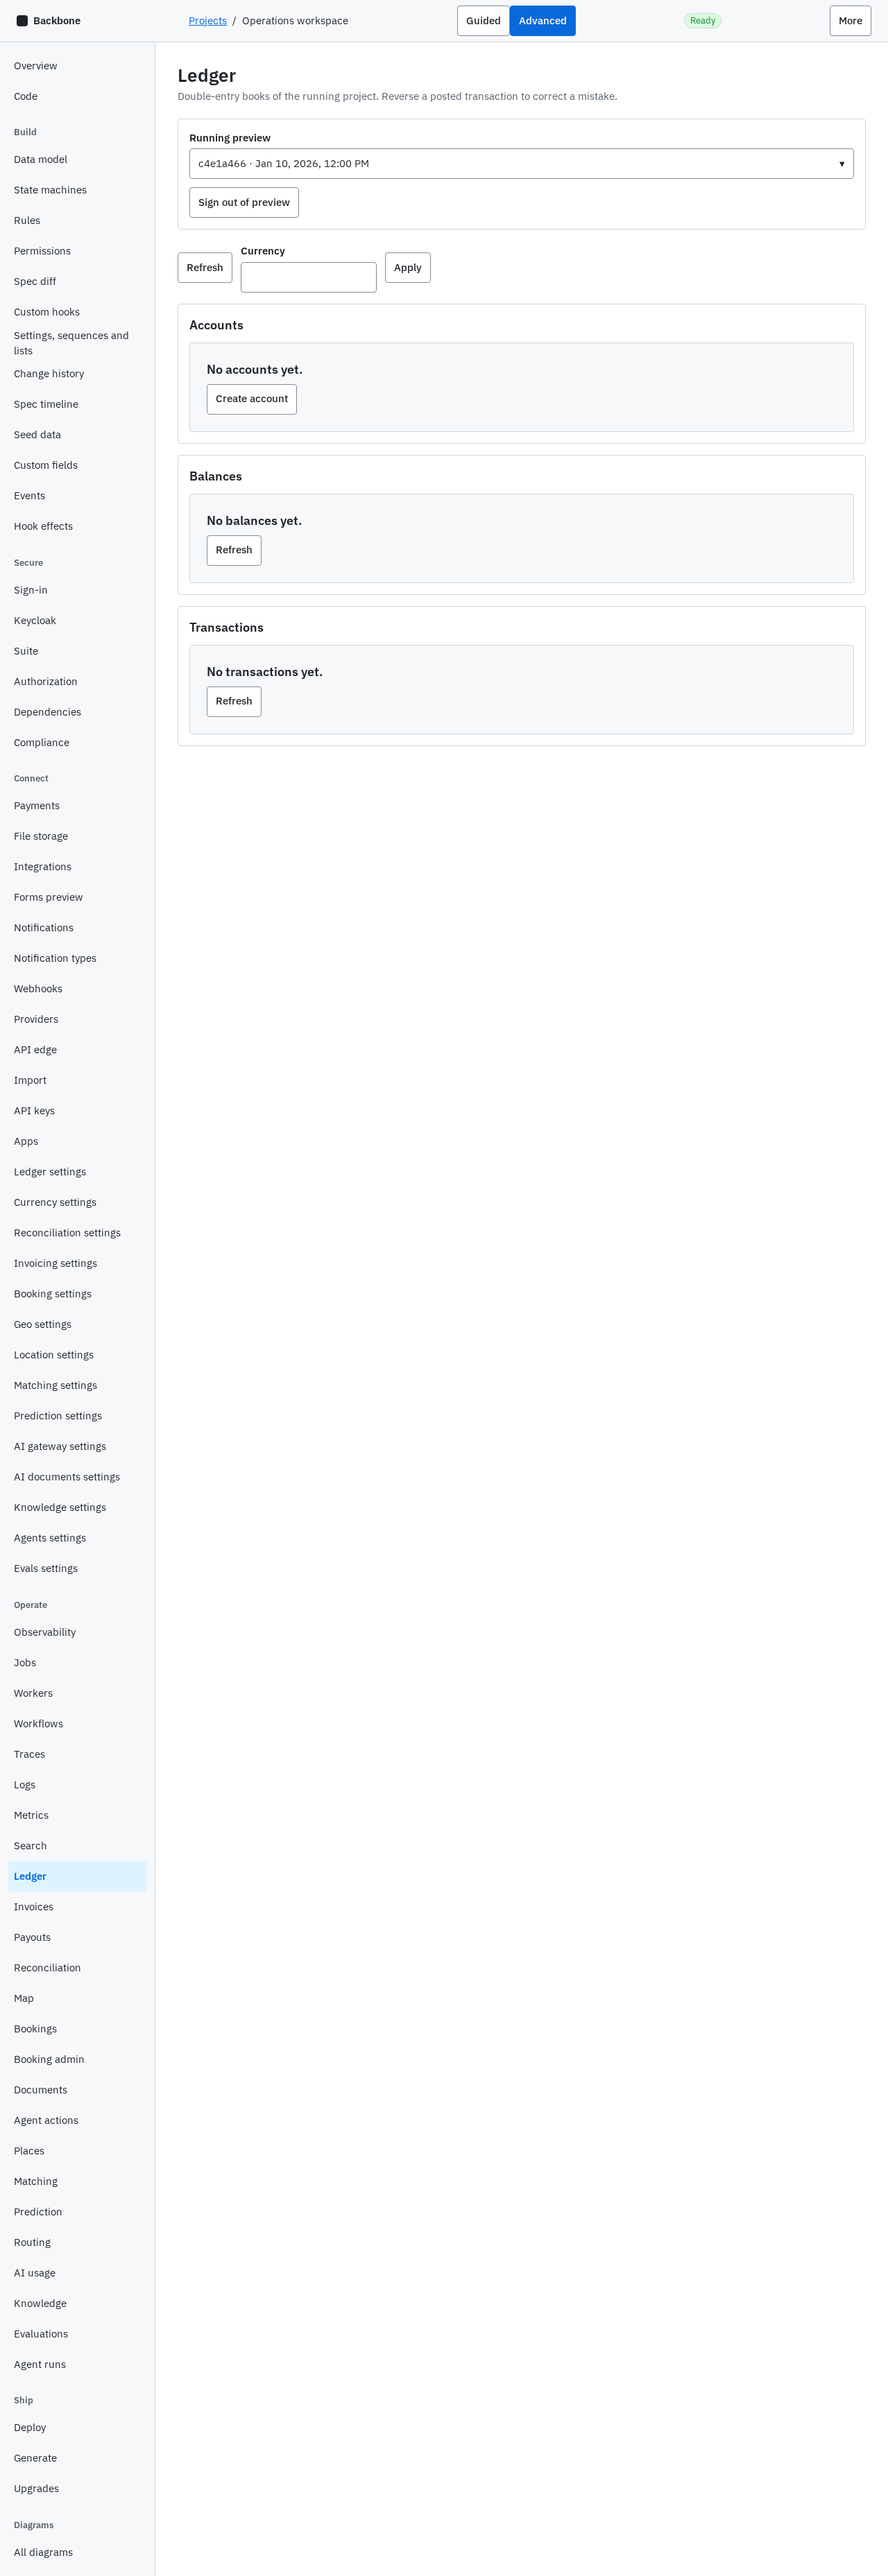 Backbone
Projects / Operations workspace
Guided
Advanced
Ready
More
Overview
Code
Build
Data model
State machines
Rules
Permissions
Spec diff
Custom hooks
Settings, sequences and
lists
Change history
Spec timeline
Seed data
Custom fields
Events
Hook effects
Secure
Sign-in
Keycloak
Suite
Authorization
Dependencies
Compliance
Connect
Payments
File storage
Integrations
Forms preview
Notifications
Notification types
Webhooks
Providers
API edge
Import
API keys
Apps
Ledger settings
Currency settings
Reconciliation settings
Invoicing settings
Booking settings
Geo settings
Location settings
Matching settings
Prediction settings
AI gateway settings
AI documents settings
Knowledge settings
Agents settings
Evals settings
Operate
Observability
Jobs
Workers
Workflows
Traces
Logs
Metrics
Search
Ledger
Invoices
Payouts
Reconciliation
Map
Bookings
Booking admin
Documents
Agent actions
Places
Matching
Prediction
Routing
AI usage
Knowledge
Evaluations
Agent runs
Ship
Deploy
Generate
Upgrades
Diagrams
All diagrams
Ledger
Double-entry books of the running project. Reverse a posted transaction to correct a mistake.
Running preview
c4e1a466 · Jan 10, 2026, 12:00 PM
Sign out of preview
Refresh
Currency
Apply
Accounts
No accounts yet.
Create account
Balances
No balances yet.
Refresh
Transactions
No transactions yet.
Refresh